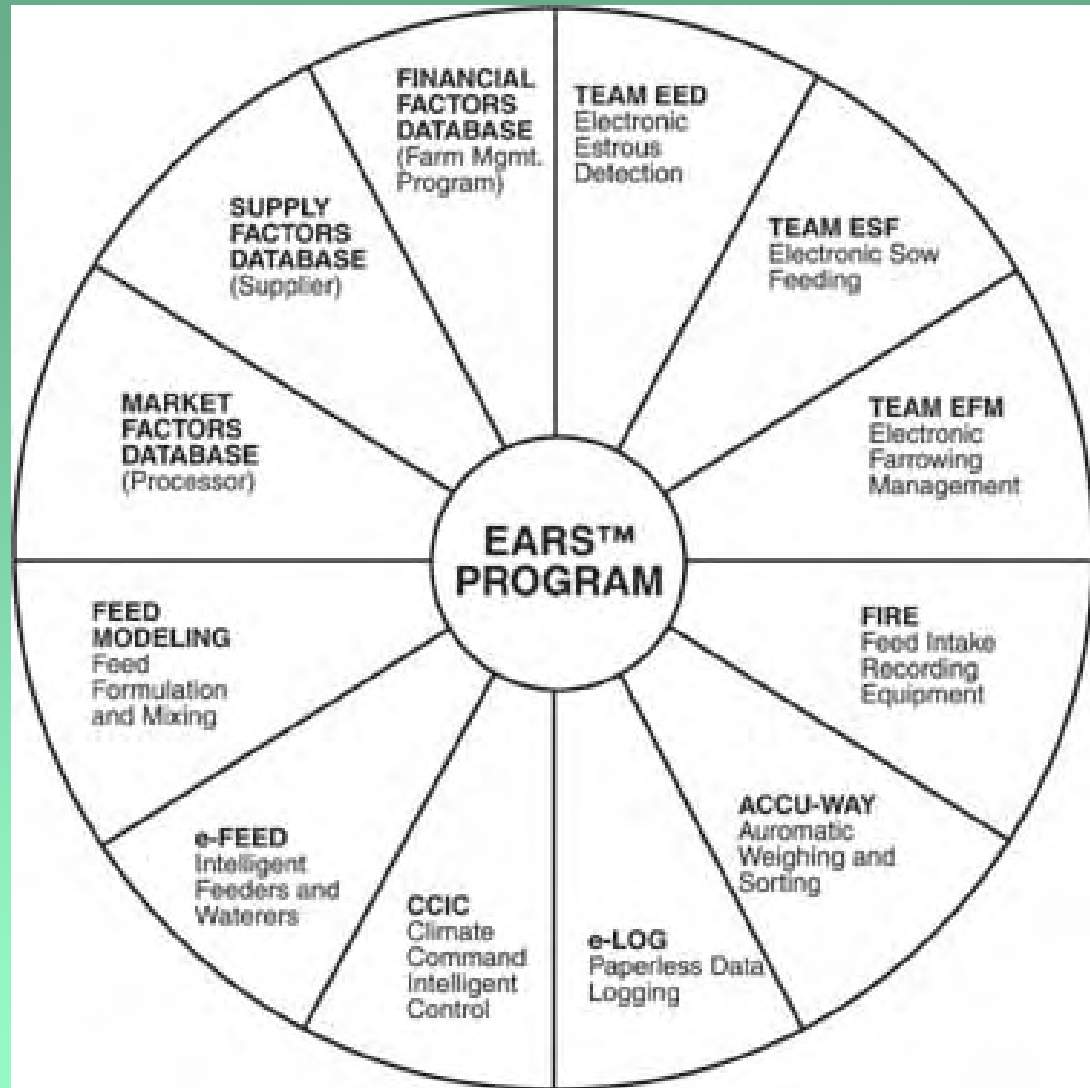 FINANCIAL
FACTORS
DATABASE
(Farm Mgmt.
Program)
TEAM EED
Electronic
Estrous
Detection
TEAM ESF
Electronic Sow
Feeding
TEAM EFM
Electronic
Farrowing
Management
FIRE
Feed Intake
Recording
Equipment
ACCU-WAY
Auromatic
Weighing and
Sorting
e-LOG
Paperless Data
Logging
CCIC
Climate
Command
Intelligent
Control
e-FEED
Intelligent
Feeders and
Waterers
FEED
MODELING
Feed
Formulation
and Mixing
MARKET
FACTORS
DATABASE
(Processor)
SUPPLY
FACTORS
DATABASE
(Supplier)
EARS™
PROGRAM